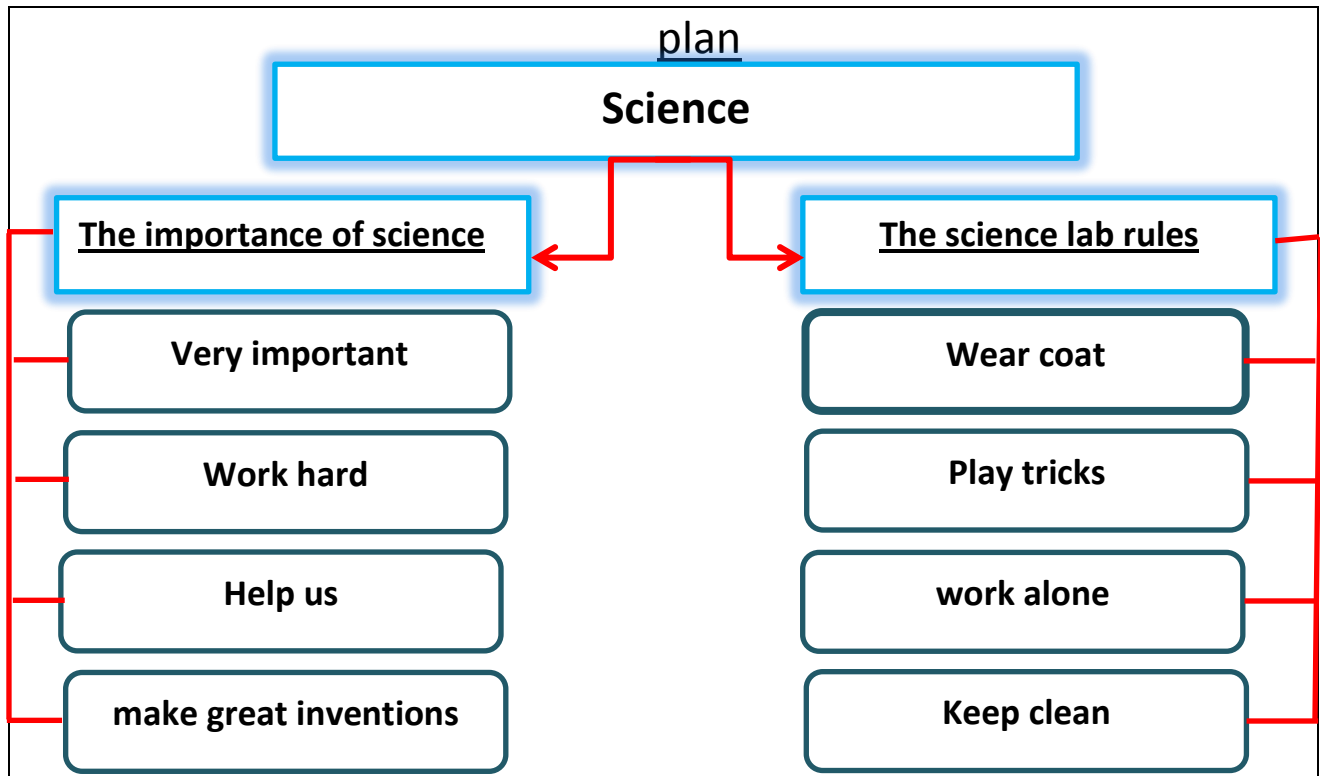 plan
Science
The importance of science
Very important
Work hard
Help us
make great inventions
The science lab rules
Wear coat
Play tricks
work alone
Keep clean